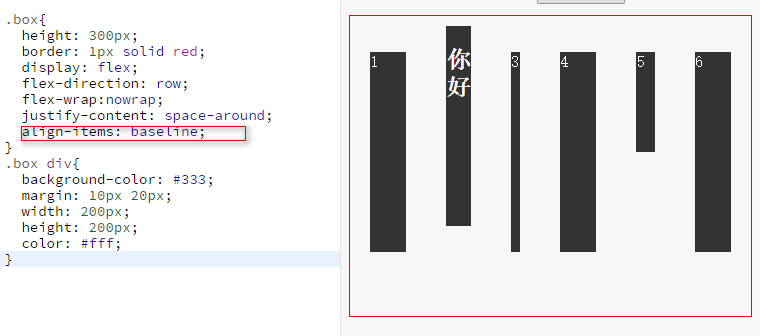 .box{
height: 300px;
border: 1px solid red;
display: flex;
flex-direction: row;
flex-wrap:nowrap;
justify-content: space-around;
align-items: baseline;
}
.box div{
background-color: #333;
margin: 10px 20px;
width: 200px;
height: 200px;
color: #fff;
}
1
你
好
3
4
5
6